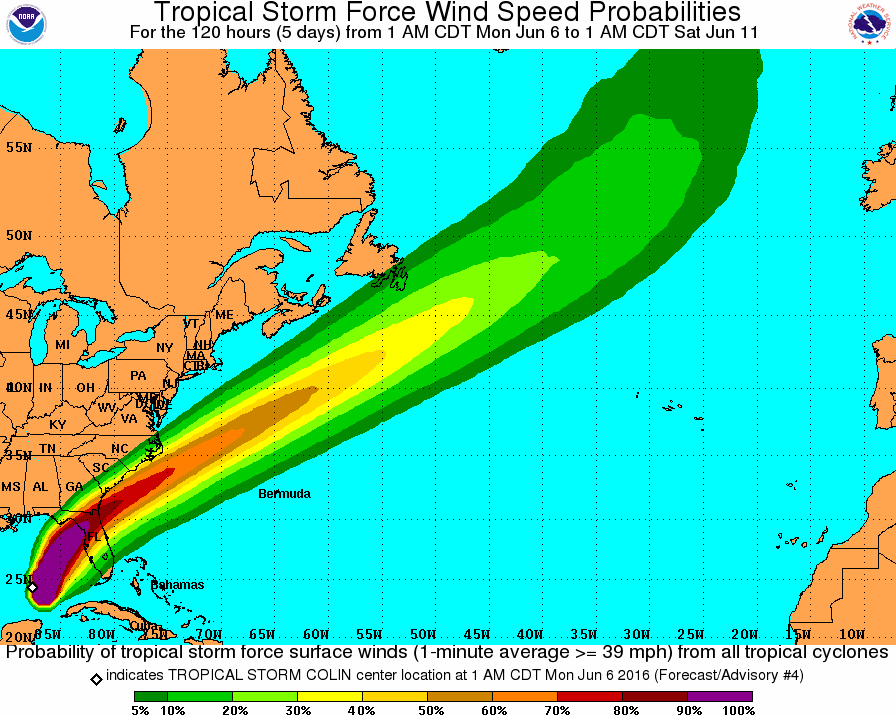 Tropical Storm Force Wind Speed Probabilities
For the 120 hours (5 days) from 1 AM CDT Mon Jun 6 to 1 AM CDT Sat Jun 11
NOAA
NATIONAL WEATHER SERVICE
55N
50N
45N
ME
VT
MI
NY
NH
MA
CT RI
PA
40N IN OH
NJ
WV
MD
DE
VA
KY
TN
NC
35N
SC
MS AL GA
Bermuda
30N
FL
25N
Bahamas
Cuba
20N 85W 80W 75W 70W 65W 60W 55W 50W 45W 40W 35W 30W 25W 20W 15W 10W
Probability of tropical storm force surface winds (1-minute average >= 39 mph) from all tropical cyclones
indicates TROPICAL STORM COLIN center location at 1 AM CDT Mon Jun 6 2016 (Forecast/Advisory #4)
5% 10% 20% 30% 40% 50% 60% 70% 80% 90% 100%